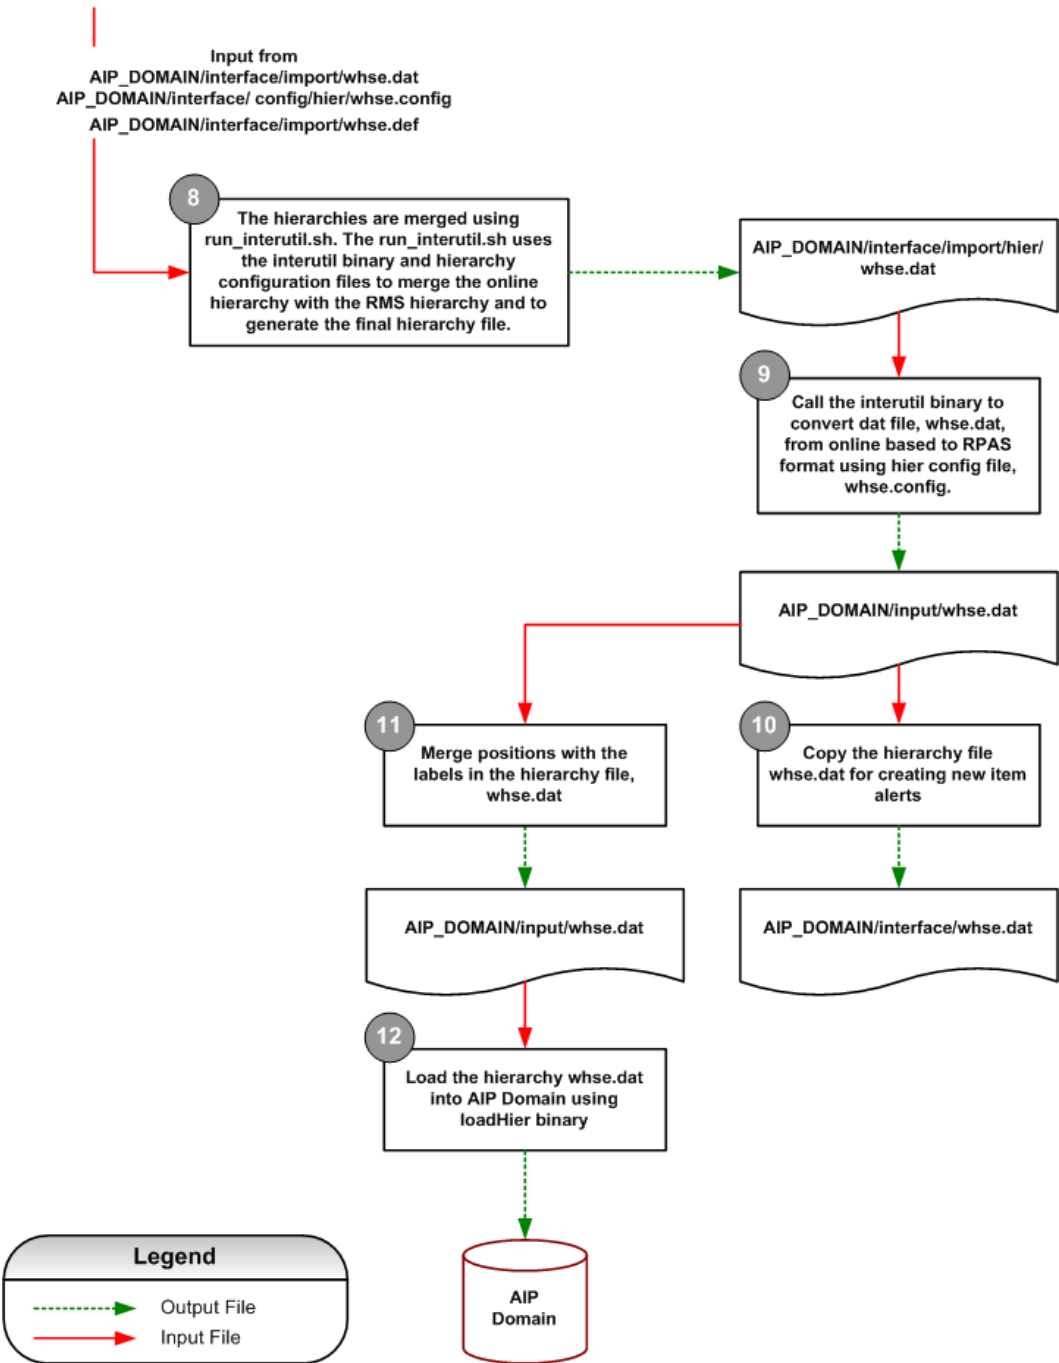 Input from
AIP_DOMAIN/interface/import/whse.dat
AIP_DOMAIN/interface/ config/hier/whse.config
AIP_DOMAIN/interface/import/whse.def
8
The hierarchies are merged using
run_interutil.sh. The run_interutil.sh uses
the interutil binary and hierarchy
configuration files to merge the online
hierarchy with the RMS hierarchy and to
generate the final hierarchy file.
AIP_DOMAIN/interface/import/hier/
whse.dat
9
Call the interutil binary to
convert dat file, whse.dat,
from online based to RPAS
format using hier config file,
whse.config.
AIP_DOMAIN/input/whse.dat
11
Merge positions with the
labels in the hierarchy file,
whse.dat
10
Copy the hierarchy file
whse.dat for creating new item
alerts
AIP_DOMAIN/input/whse.dat
AIP_DOMAIN/interface/whse.dat
12
Load the hierarchy whse.dat
into AIP Domain using
loadHier binary
AIP
Domain
Legend
Output File
Input File